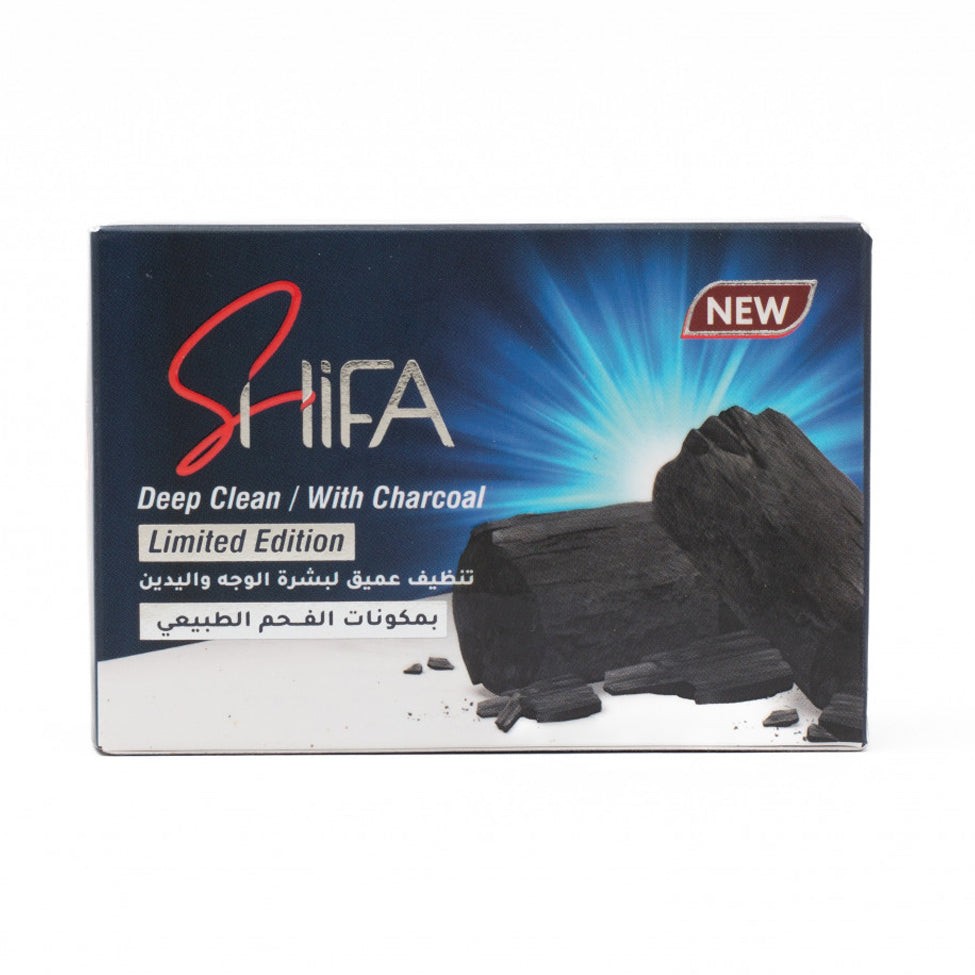 NEW
SHiFA
Deep Clean / With Charcoal
Limited Edition
تنظيف عميق لبشرة الوجه واليدين
بمكونات الفحم الطبيعي